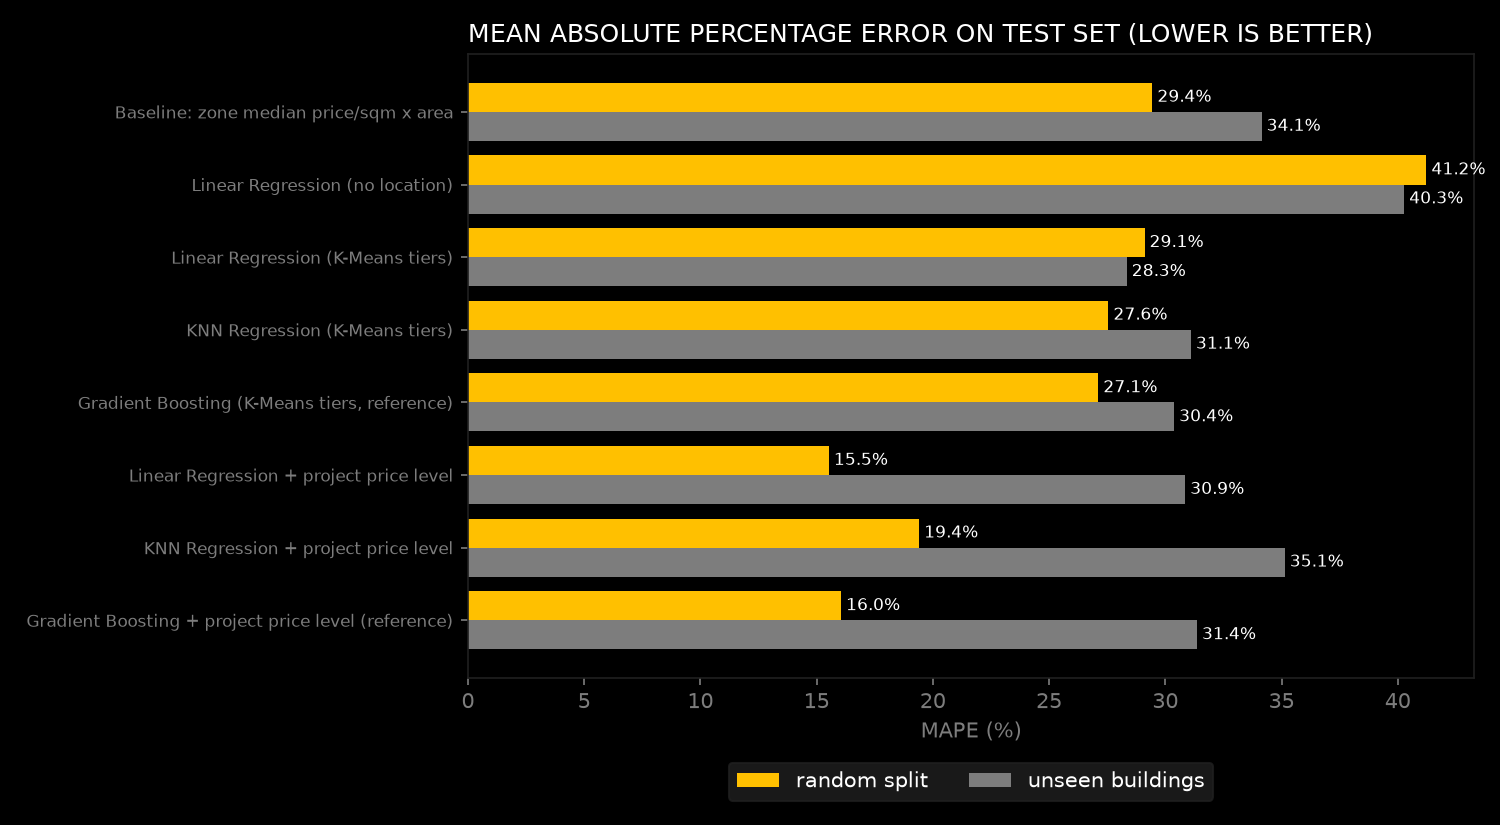 MEAN ABSOLUTE PERCENTAGE ERROR ON TEST SET (LOWER IS BETTER)
Baseline: zone median price/sqm x area
29.4%
34.1%
Linear Regression (no location)
41.2%
40.3%
Linear Regression (K-Means tiers)
29.1%
28.3%
KNN Regression (K-Means tiers)
27.6%
31.1%
Gradient Boosting (K-Means tiers, reference)
27.1%
30.4%
Linear Regression + project price level
15.5%
30.9%
KNN Regression + project price level
19.4%
35.1%
Gradient Boosting + project price level (reference)
16.0%
31.4%
0 5 10 15 20 25 30 35 40
MAPE (%)
random split unseen buildings